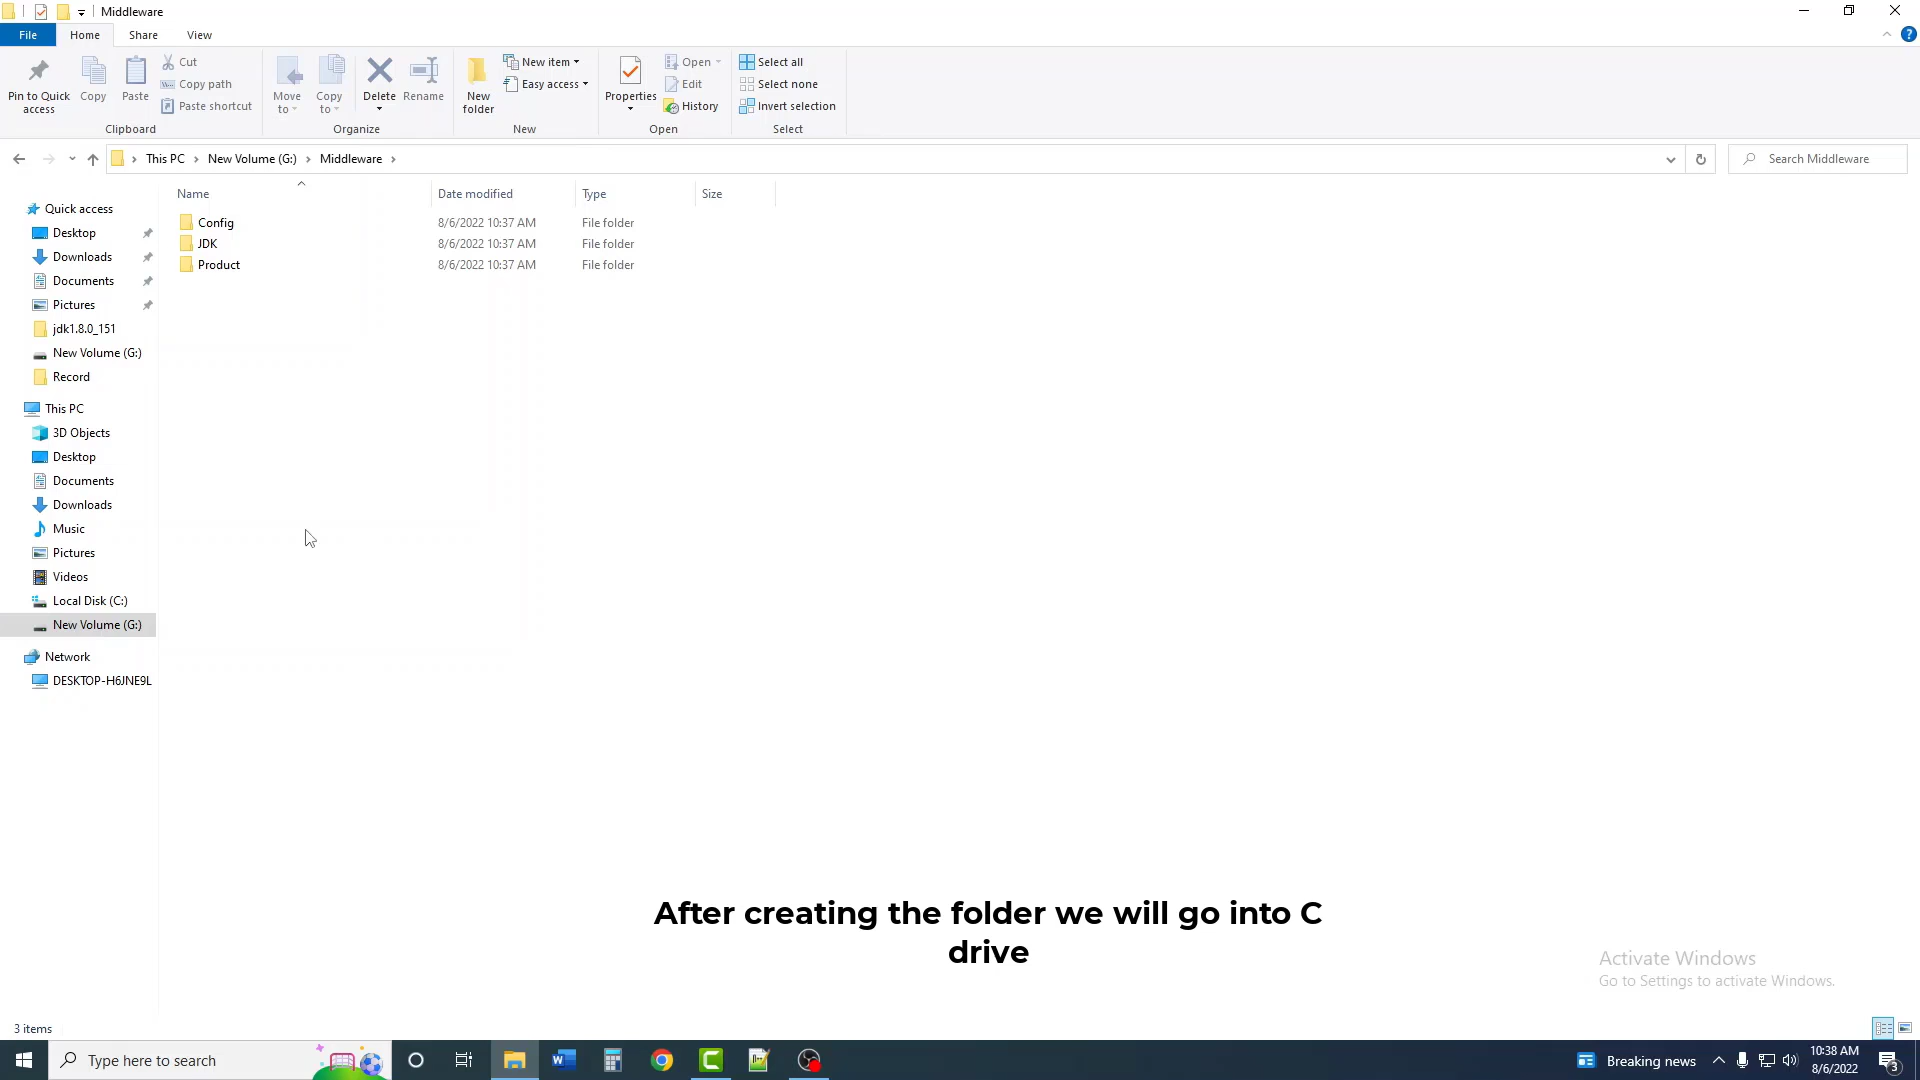 Middleware
File Home Share View
Pin to Quick access
Copy
Paste
Cut
Copy path
Paste shortcut
Clipboard
Move to
Copy to
Delete
Rename
Organize
New folder
New item
Easy access
New
Properties
Open
Edit
History
Open
Select all
Select none
Invert selection
Select
This PC › New Volume (G:) › Middleware ›
Search Middleware
Name Date modified Type Size
Config 8/6/2022 10:37 AM File folder
JDK 8/6/2022 10:37 AM File folder
Product 8/6/2022 10:37 AM File folder
Quick access
Desktop
Downloads
Documents
Pictures
jdk1.8.0_151
New Volume (G:)
Record
This PC
3D Objects
Desktop
Documents
Downloads
Music
Pictures
Videos
Local Disk (C:)
New Volume (G:)
Network
DESKTOP-H6JNE9L
After creating the folder we will go into C
drive
Activate Windows
Go to Settings to activate Windows.
3 items
Type here to search
Breaking news
10:38 AM
8/6/2022
3